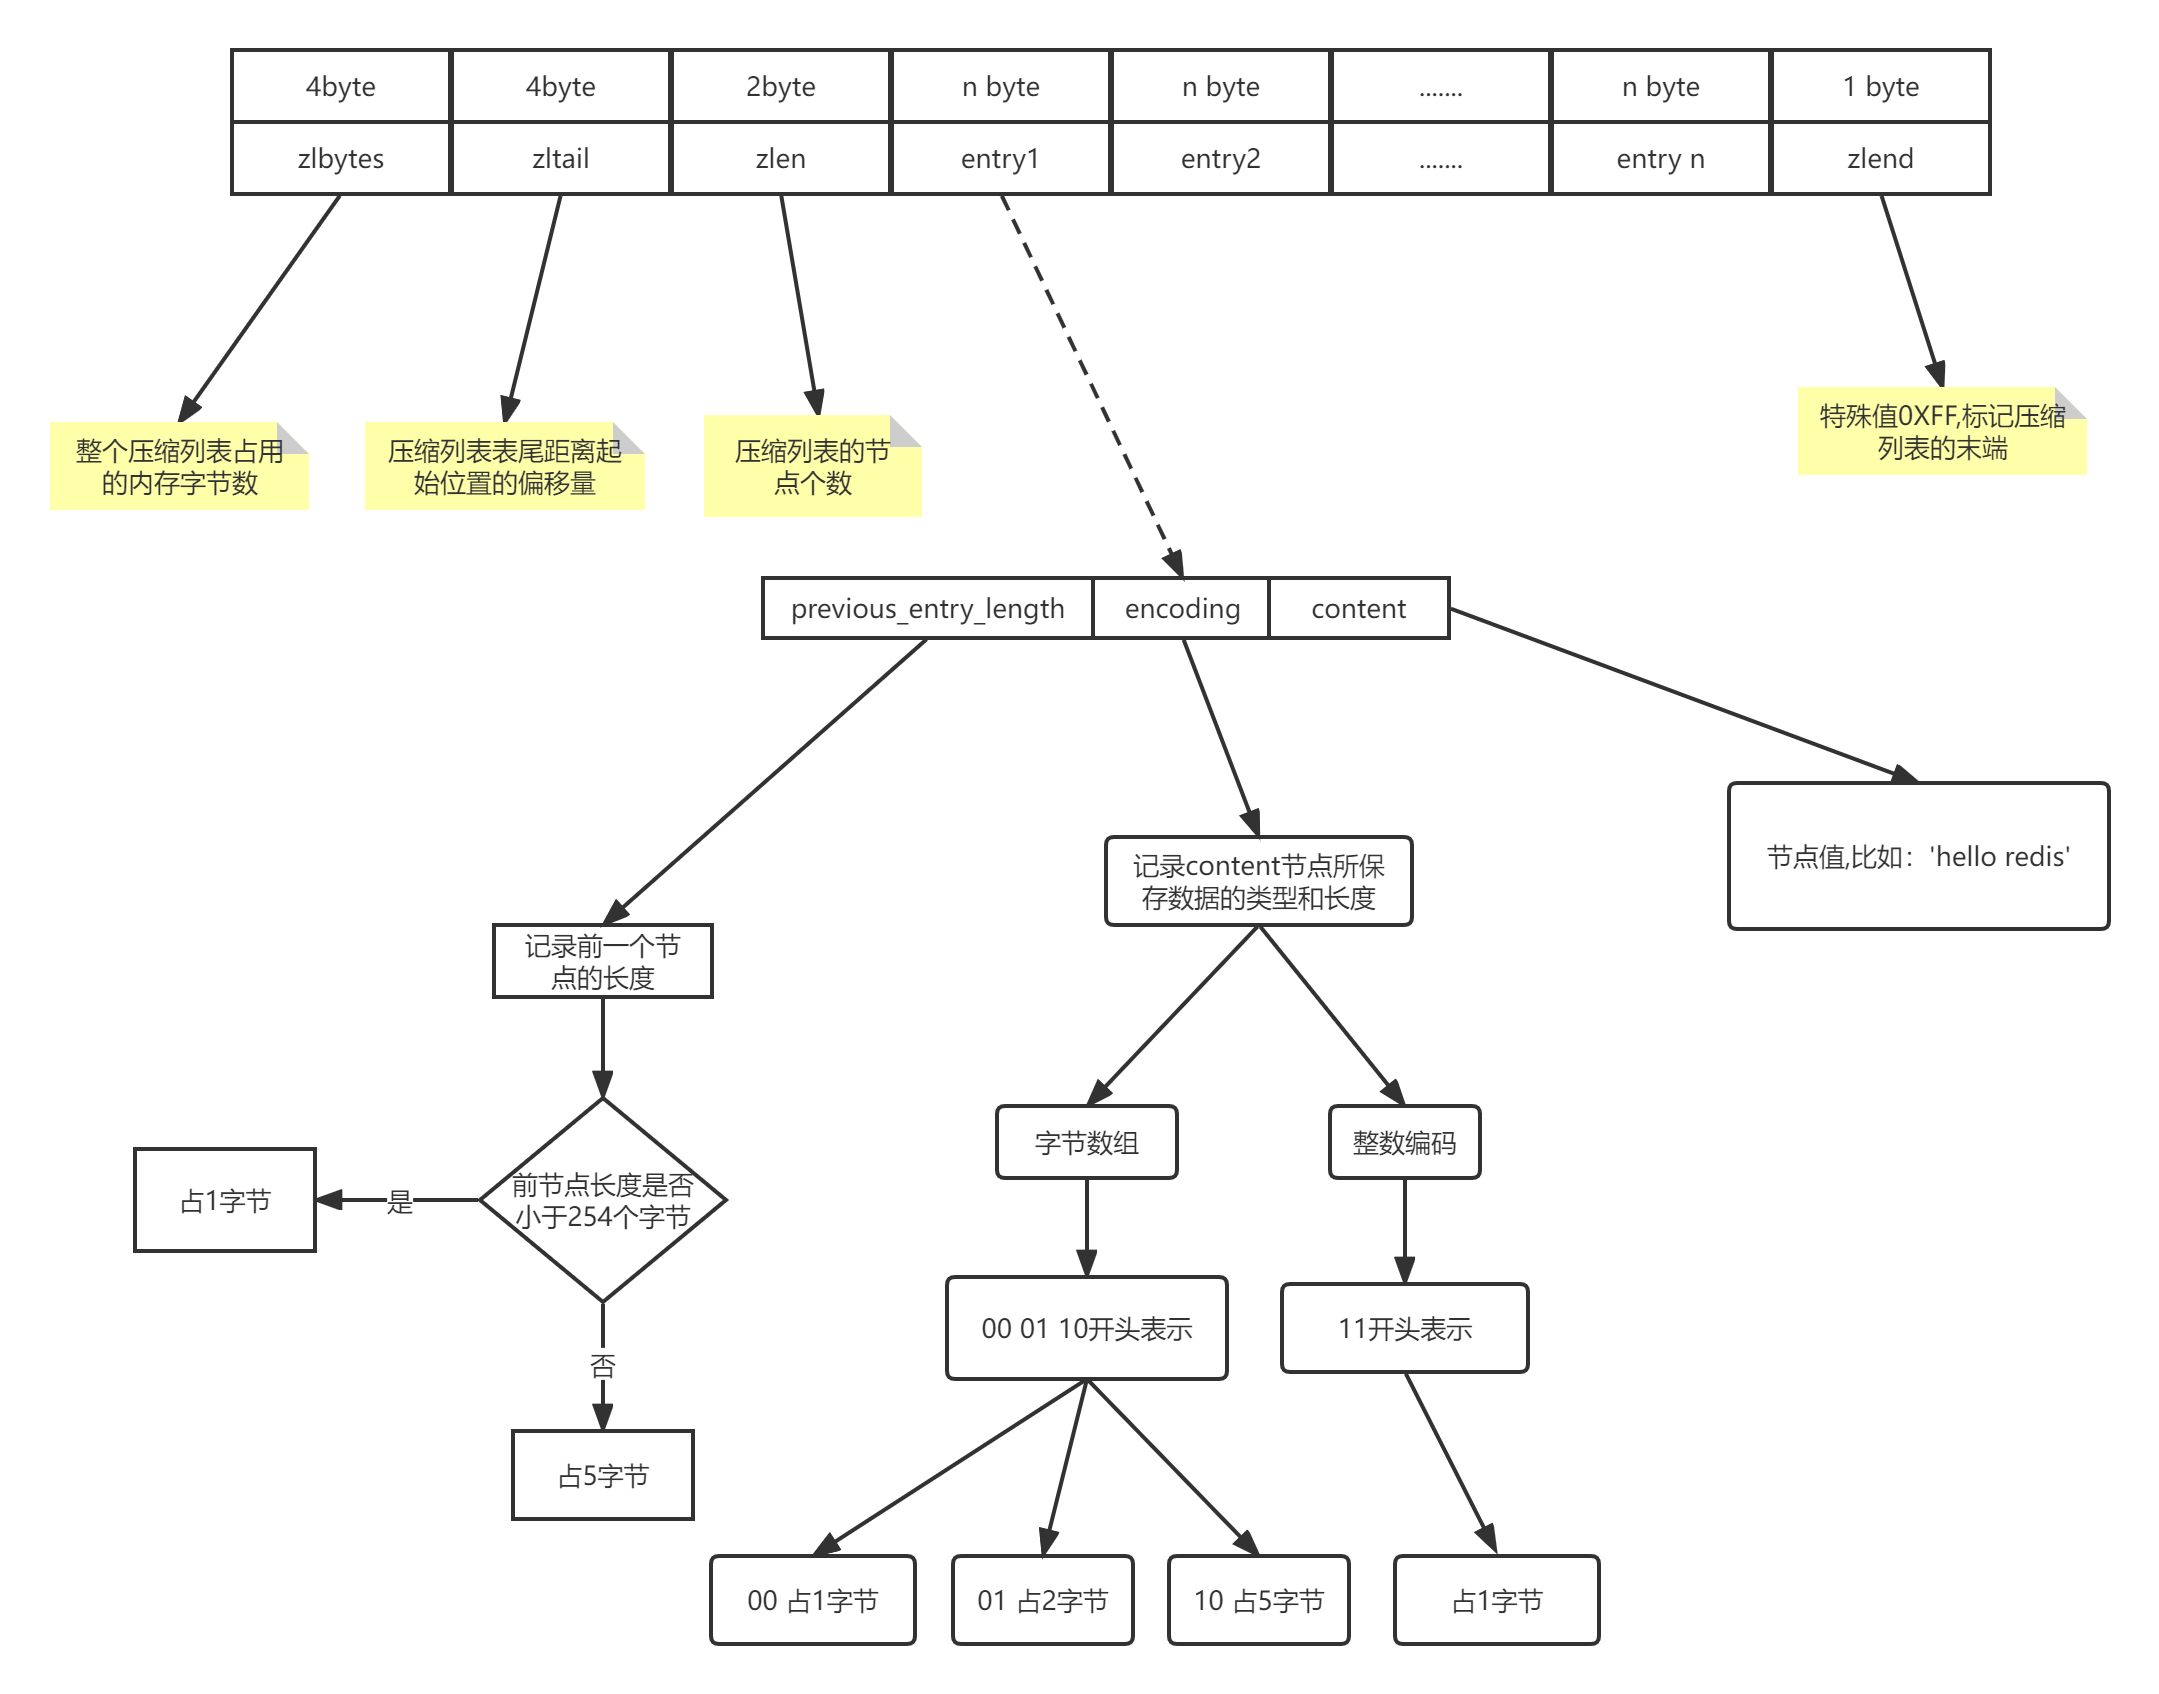 4byte 4byte 2byte n byte n byte ....... n byte 1 byte
zlbytes zltail zlen entry1 entry2 ....... entry n zlend
整个压缩列表占用
的内存字节数
压缩列表表尾距离起
始位置的偏移量
压缩列表的节
点个数
特殊值0XFF,标记压缩
列表的末端
previous_entry_length encoding content
记录前一个节
点的长度
记录content节点所保
存数据的类型和长度
节点值,比如：'hello redis'
前节点长度是否
小于254个字节
是
占1字节
否
占5字节
字节数组
整数编码
00 01 10开头表示
11开头表示
00 占1字节
01 占2字节
10 占5字节
占1字节